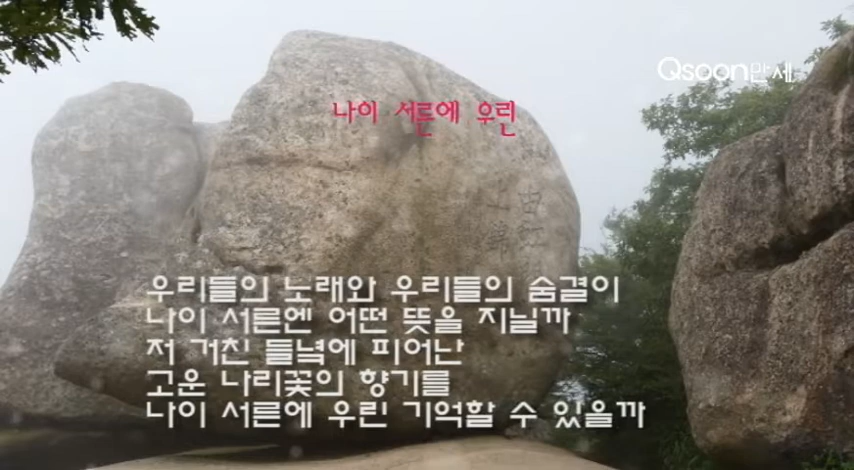 Qsoon만세
나이 서른에 우린
우리들의 노래와 우리들의 숨결이
나이 서른엔 어떤 뜻을 지닐까
저 거친 들녘에 피어난
고운 나리꽃의 향기를
나이 서른에 우린 기억할 수 있을까